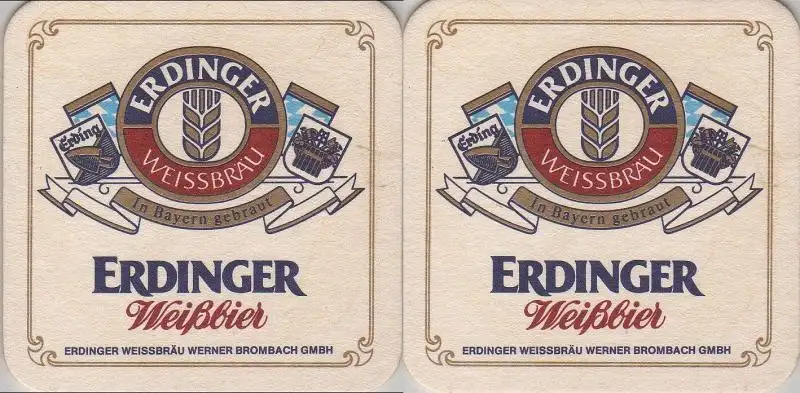 ERDINGER
WEISSBRÄU
Erding
In Bayern gebraut
ERDINGER
Weißbier
ERDINGER WEISSBRÄU WERNER BROMBACH GMBH
ERDINGER
WEISSBRÄU
Erding
In Bayern gebraut
ERDINGER
Weißbier
ERDINGER WEISSBRÄU WERNER BROMBACH GMBH